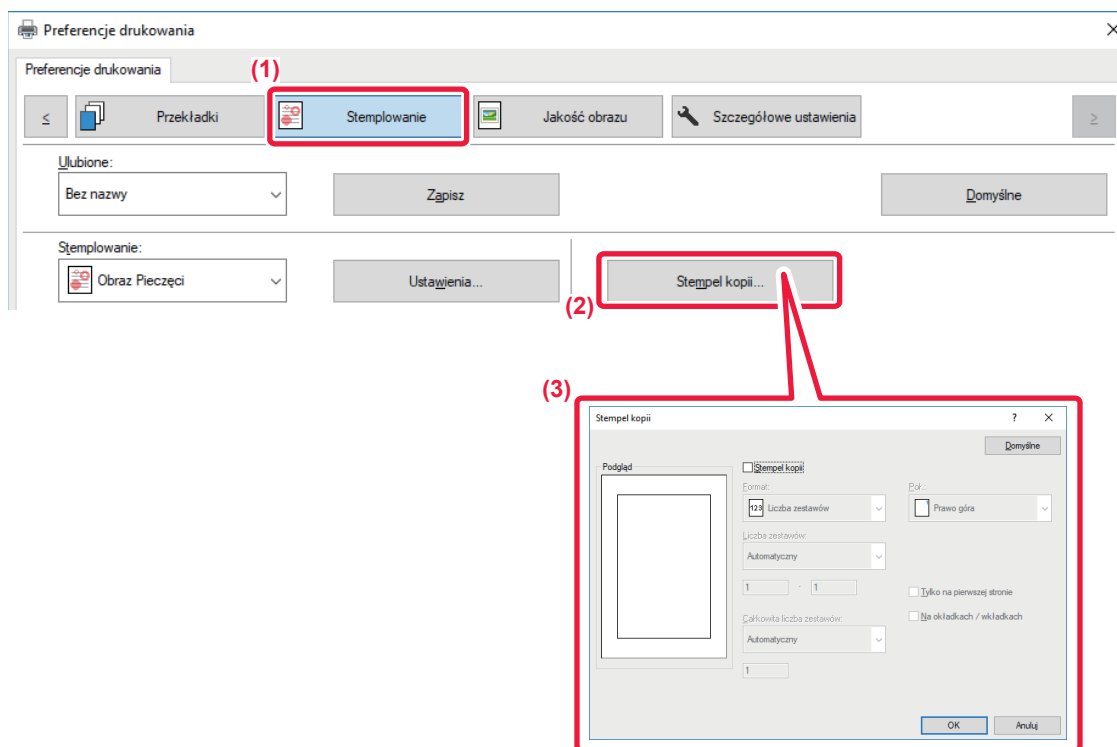 Preferencje drukowania
Preferencje drukowania
(1)
<
Przekładki
Stemplowanie
Jakość obrazu
Szczegółowe ustawienia
>
Ulubione:
Bez nazwy
Zapisz
Domyślne
Stemplowanie:
Obraz Pieczęci
Ustawienia...
Stempel kopii...
(2)
(3)
Stempel kopii
?
Domyślne
Podgląd
Stempel kopii
Format:
Poł.:
123 Liczba zestawów
Prawo góra
Liczba zestawów:
Automatyczny
1 - 1
Tylko na pierwszej stronie
Całkowita liczba zestawów:
Na okładkach / wkładkach
Automatyczny
1
OK
Anuluj